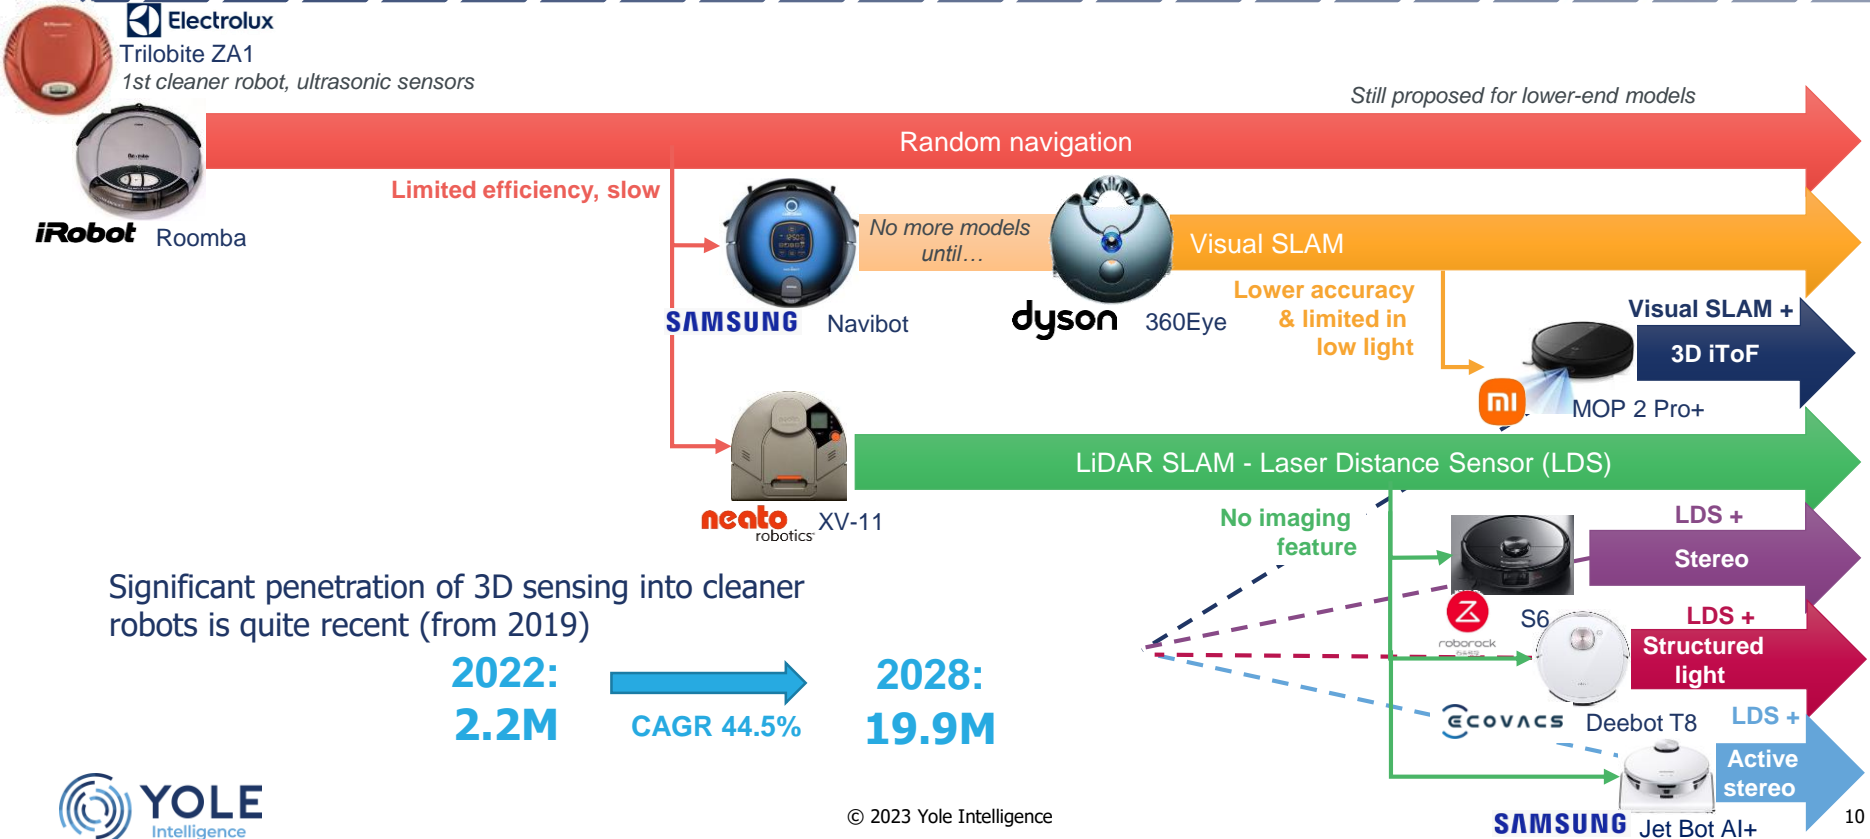 Electrolux
Trilobite ZA1
1st cleaner robot, ultrasonic sensors
Still proposed for lower-end models
Random navigation
Limited efficiency, slow
iRobot Roomba
No more models
until…
Visual SLAM
SAMSUNG Navibot
dyson 360Eye
Lower accuracy
& limited in
low light
Visual SLAM +
3D iToF
mi
MOP 2 Pro+
LiDAR SLAM - Laser Distance Sensor (LDS)
neato
robotics
XV-11
No imaging
feature
LDS +
Stereo
roborock
S6
LDS +
Structured
light
ecovacs Deebot T8
LDS +
Active
stereo
SAMSUNG Jet Bot AI+
Significant penetration of 3D sensing into cleaner
robots is quite recent (from 2019)
2022:
2.2M
CAGR 44.5%
2028:
19.9M
YOLE
Intelligence
© 2023 Yole Intelligence
10